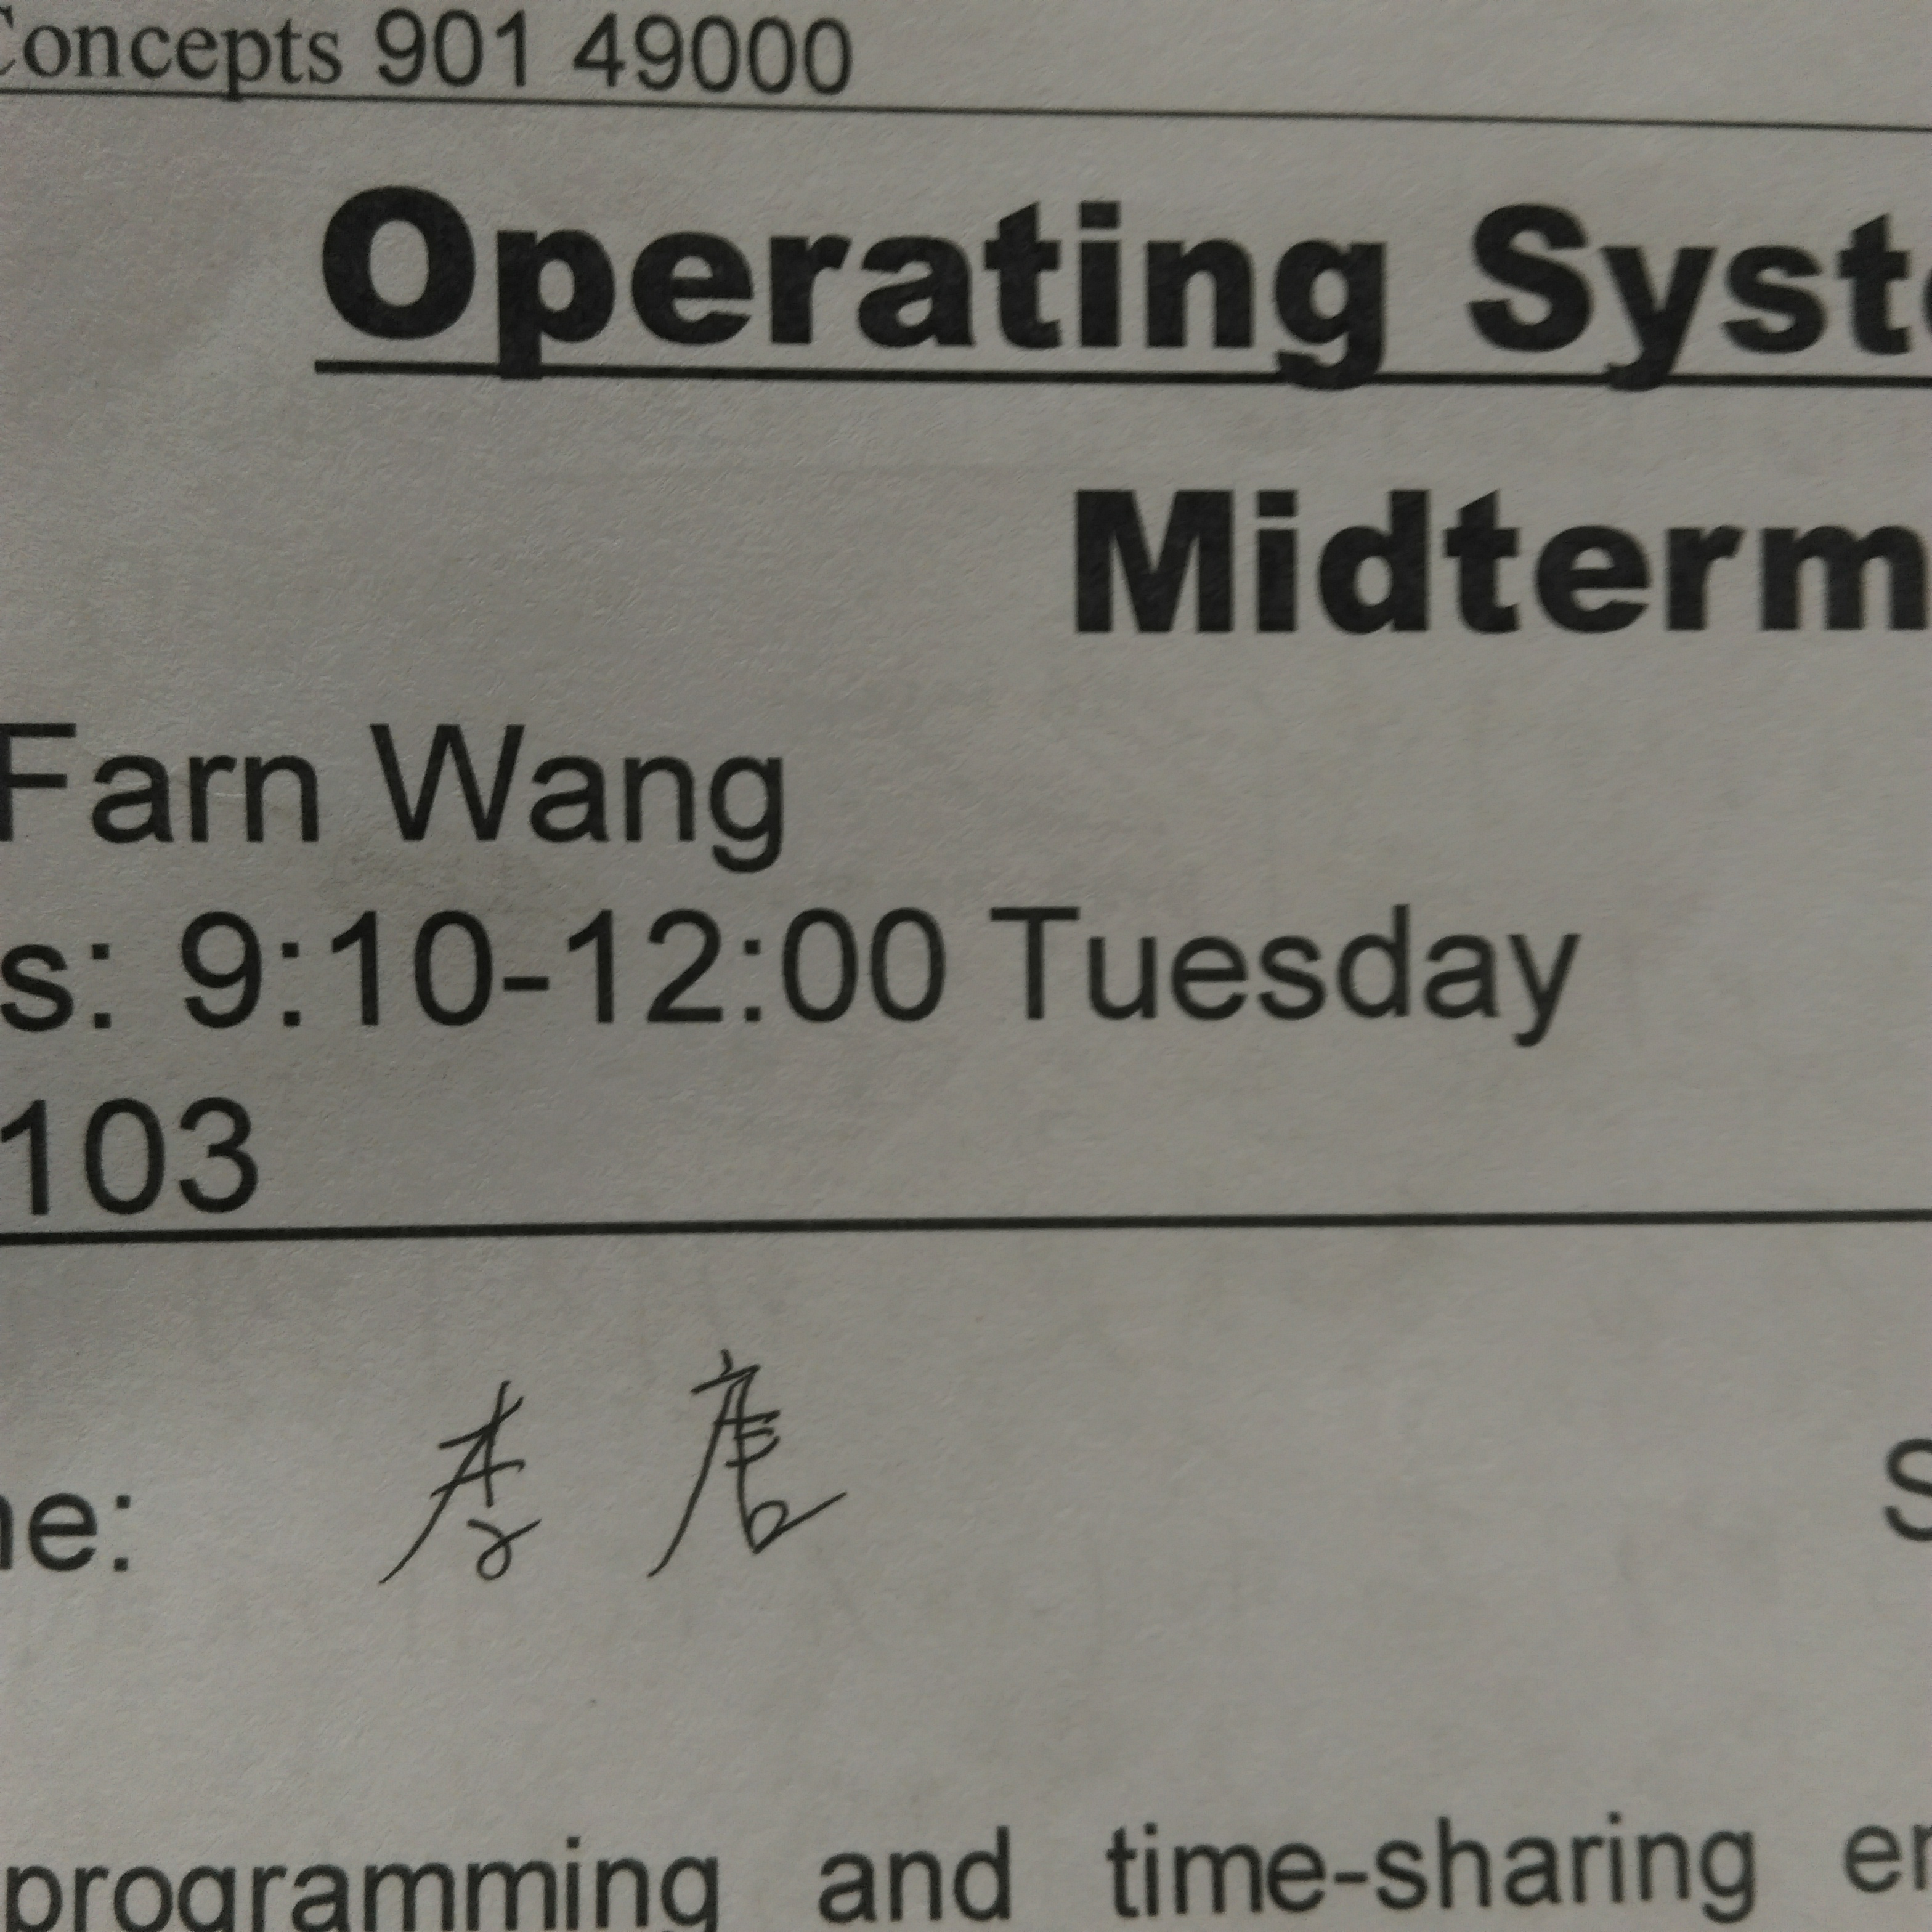 Concepts 901 49000
Operating Syst
Midterm
Farn Wang
s: 9:10-12:00 Tuesday
103
ne: 李唐 S
programming and time-sharing en